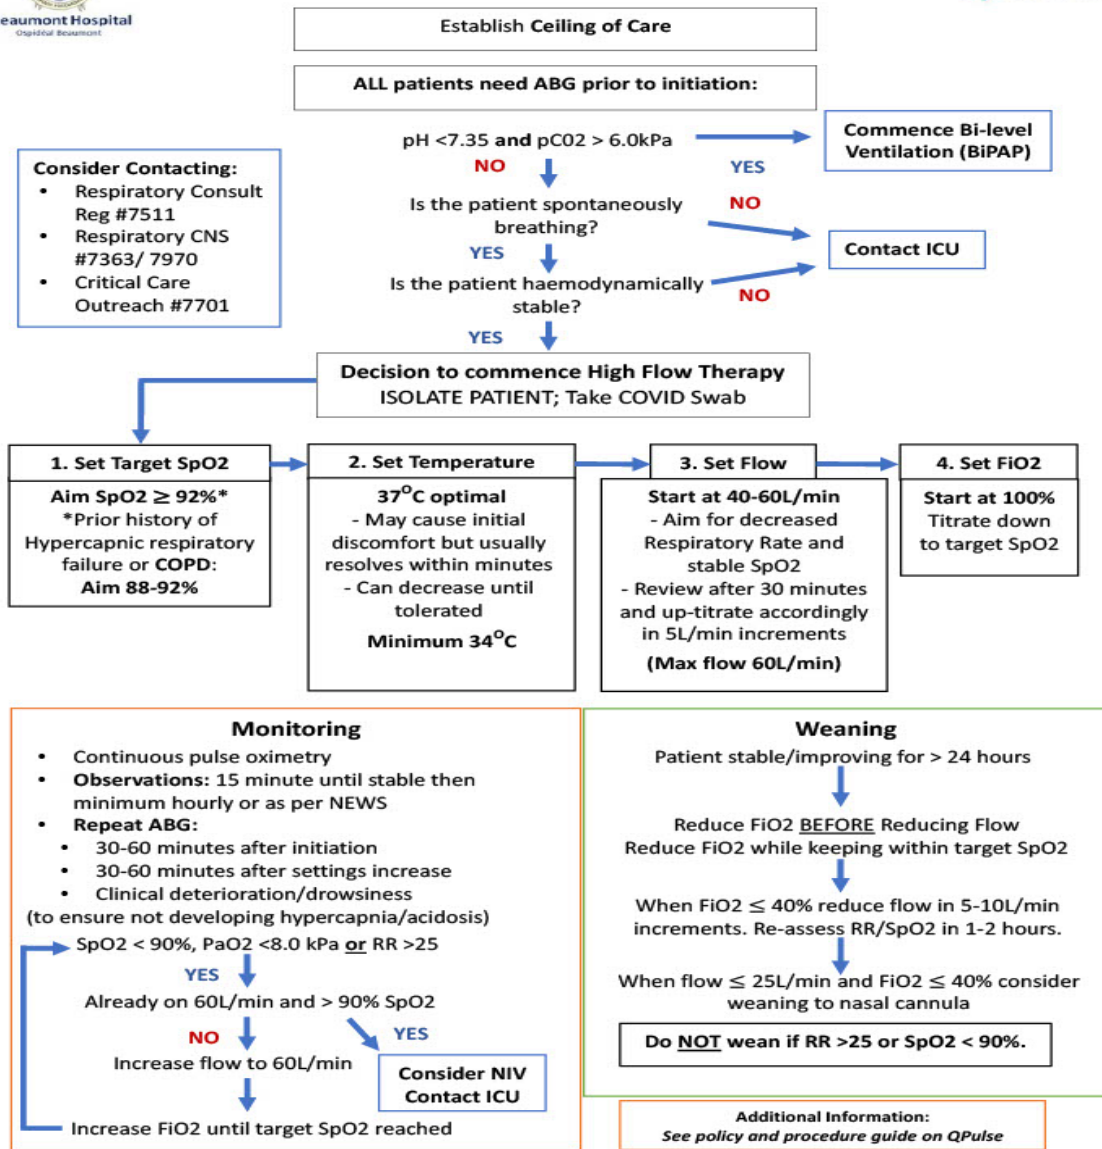 eaumont Hospital
Ospidéal Beaumont
Establish Ceiling of Care
ALL patients need ABG prior to initiation:
pH <7.35 and pC02 > 6.0kPa
Commence Bi-level
Ventilation (BiPAP)
NO
YES
Consider Contacting:
• Respiratory Consult
Reg #7511
• Respiratory CNS
#7363/ 7970
• Critical Care
Outreach #7701
Is the patient spontaneously
breathing?
NO
YES
Contact ICU
Is the patient haemodynamically
stable?
NO
YES
Decision to commence High Flow Therapy
ISOLATE PATIENT; Take COVID Swab
1. Set Target SpO2
Aim SpO2 ≥ 92%*
*Prior history of
Hypercapnic respiratory
failure or COPD:
Aim 88-92%
2. Set Temperature
37°C optimal
- May cause initial
discomfort but usually
resolves within minutes
- Can decrease until
tolerated
Minimum 34°C
3. Set Flow
Start at 40-60L/min
- Aim for decreased
Respiratory Rate and
stable SpO2
- Review after 30 minutes
and up-titrate accordingly
in 5L/min increments
(Max flow 60L/min)
4. Set FiO2
Start at 100%
Titrate down
to target SpO2
Monitoring
• Continuous pulse oximetry
• Observations: 15 minute until stable then
minimum hourly or as per NEWS
• Repeat ABG:
• 30-60 minutes after initiation
• 30-60 minutes after settings increase
• Clinical deterioration/drowsiness
(to ensure not developing hypercapnia/acidosis)
SpO2 < 90%, PaO2 <8.0 kPa or RR >25
YES
Already on 60L/min and > 90% SpO2
NO
YES
Increase flow to 60L/min
Consider NIV
Contact ICU
Increase FiO2 until target SpO2 reached
Weaning
Patient stable/improving for > 24 hours
Reduce FiO2 BEFORE Reducing Flow
Reduce FiO2 while keeping within target SpO2
When FiO2 ≤ 40% reduce flow in 5-10L/min
increments. Re-assess RR/SpO2 in 1-2 hours.
When flow ≤ 25L/min and FiO2 ≤ 40% consider
weaning to nasal cannula
Do NOT wean if RR >25 or SpO2 < 90%.
Additional Information:
See policy and procedure guide on QPulse